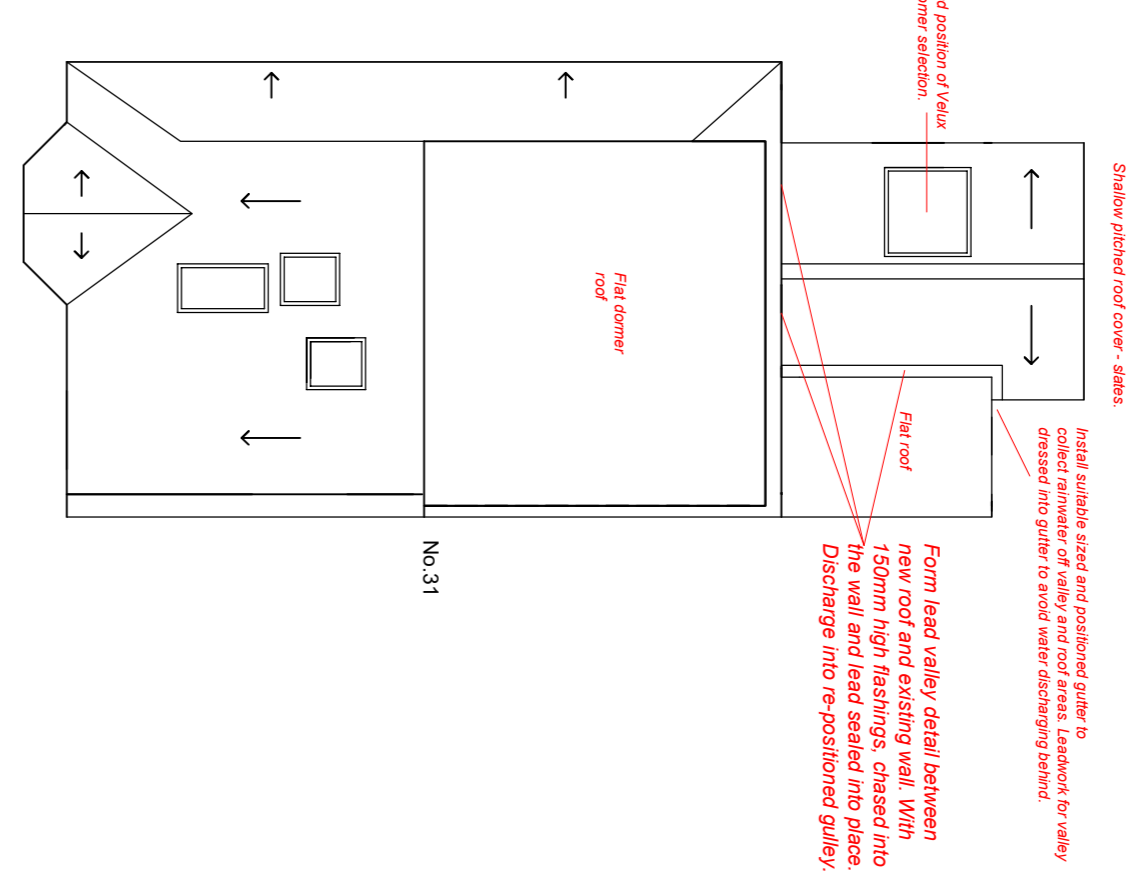 d position of Velux
omer selection.
Shallow pitched roof cover - slates.
Install suitable sized and positioned gutter to
collect rainwater off valley and roof areas. Leadwork for valley
dressed into gutter to avoid water discharging behind.
Flat dormer
roof
Flat roof
Form lead valley detail between
new roof and existing wall. With
150mm high flashings, chased into
the wall and lead sealed into place.
Discharge into re-positioned gulley.
No.31